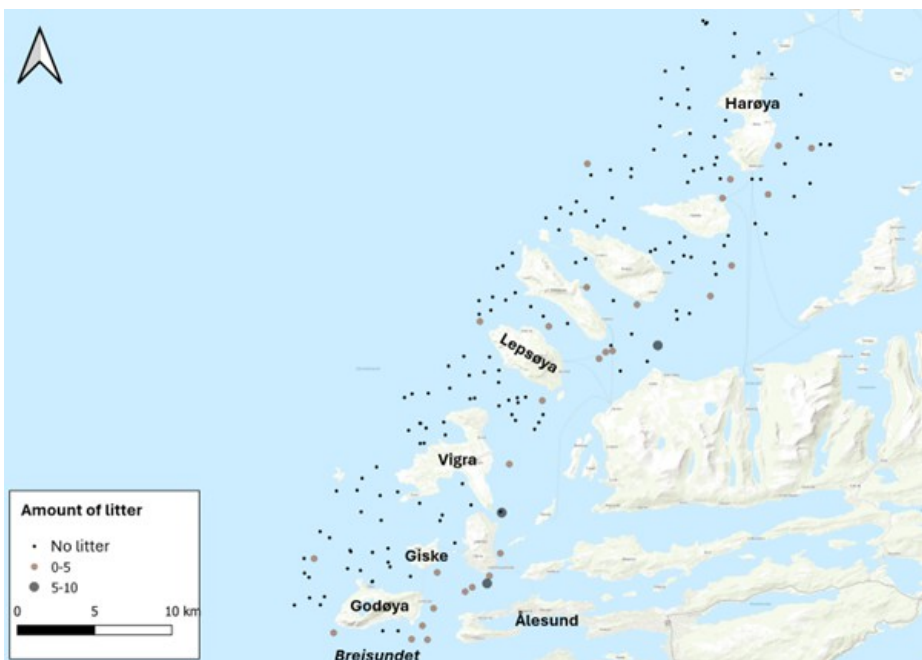 Harøya
Lepsøya
Vigra
Giske
Godøya
Ålesund
Breisundet
Amount of litter
No litter
0-5
5-10
0 5 10 km